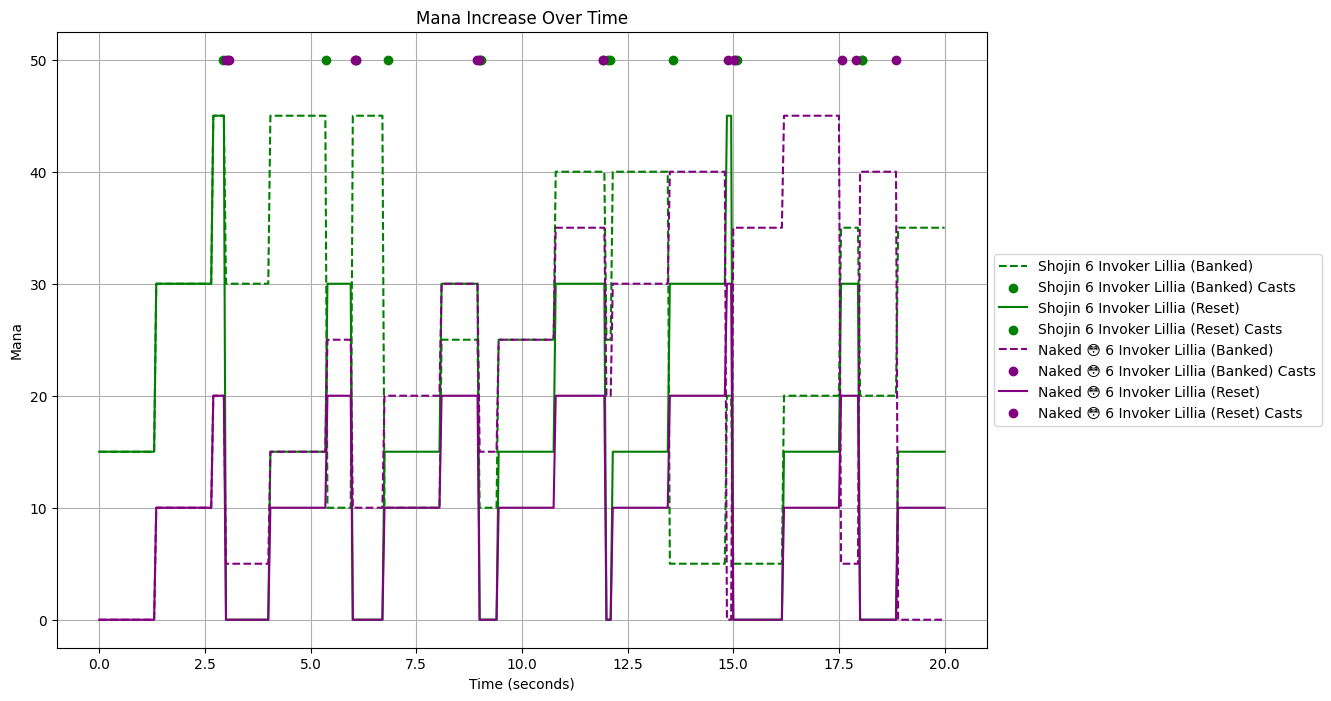 Mana Increase Over Time
50
40
30
20
10
0
Mana
0.0 2.5 5.0 7.5 10.0 12.5 15.0 17.5 20.0
Time (seconds)
Shojin 6 Invoker Lillia (Banked)
Shojin 6 Invoker Lillia (Banked) Casts
Shojin 6 Invoker Lillia (Reset)
Shojin 6 Invoker Lillia (Reset) Casts
Naked 😳 6 Invoker Lillia (Banked)
Naked 😳 6 Invoker Lillia (Banked) Casts
Naked 😳 6 Invoker Lillia (Reset)
Naked 😳 6 Invoker Lillia (Reset) Casts